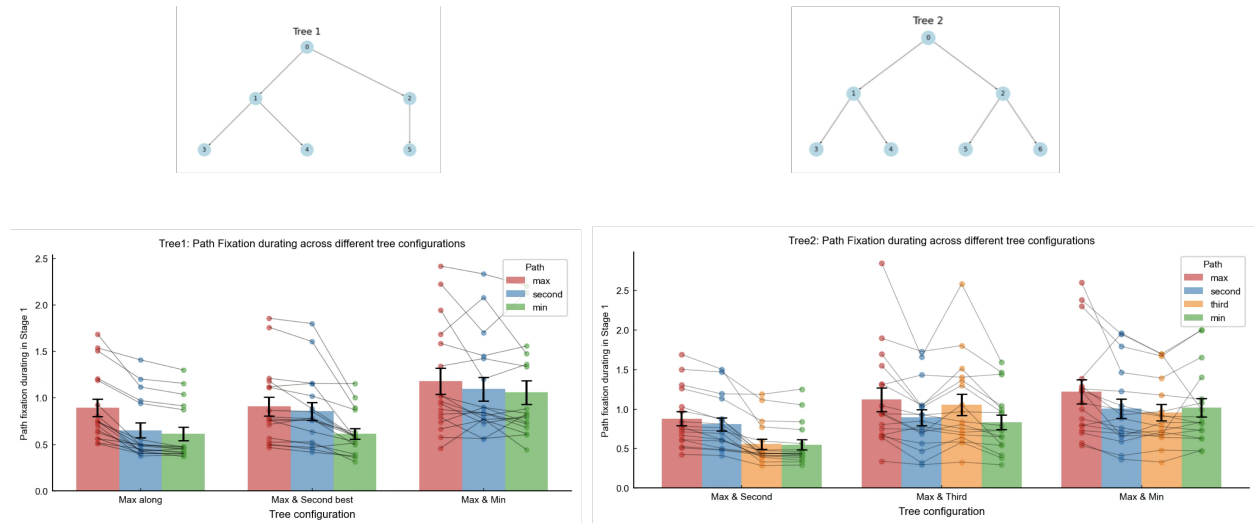 Tree 1
0
1
2
3
4
5
Tree 2
0
1
2
3
4
5
6
Tree1: Path Fixation durating across different tree configurations
Path fixation durating in Stage 1
2.5
2.0
1.5
1.0
0.5
0.0
Path
max
second
min
Max along
Max & Second best
Max & Min
Tree configuration
Tree2: Path Fixation durating across different tree configurations
Path fixation durating in Stage 1
2.5
2.0
1.5
1.0
0.5
0.0
Path
max
second
third
min
Max & Second
Max & Third
Max & Min
Tree configuration